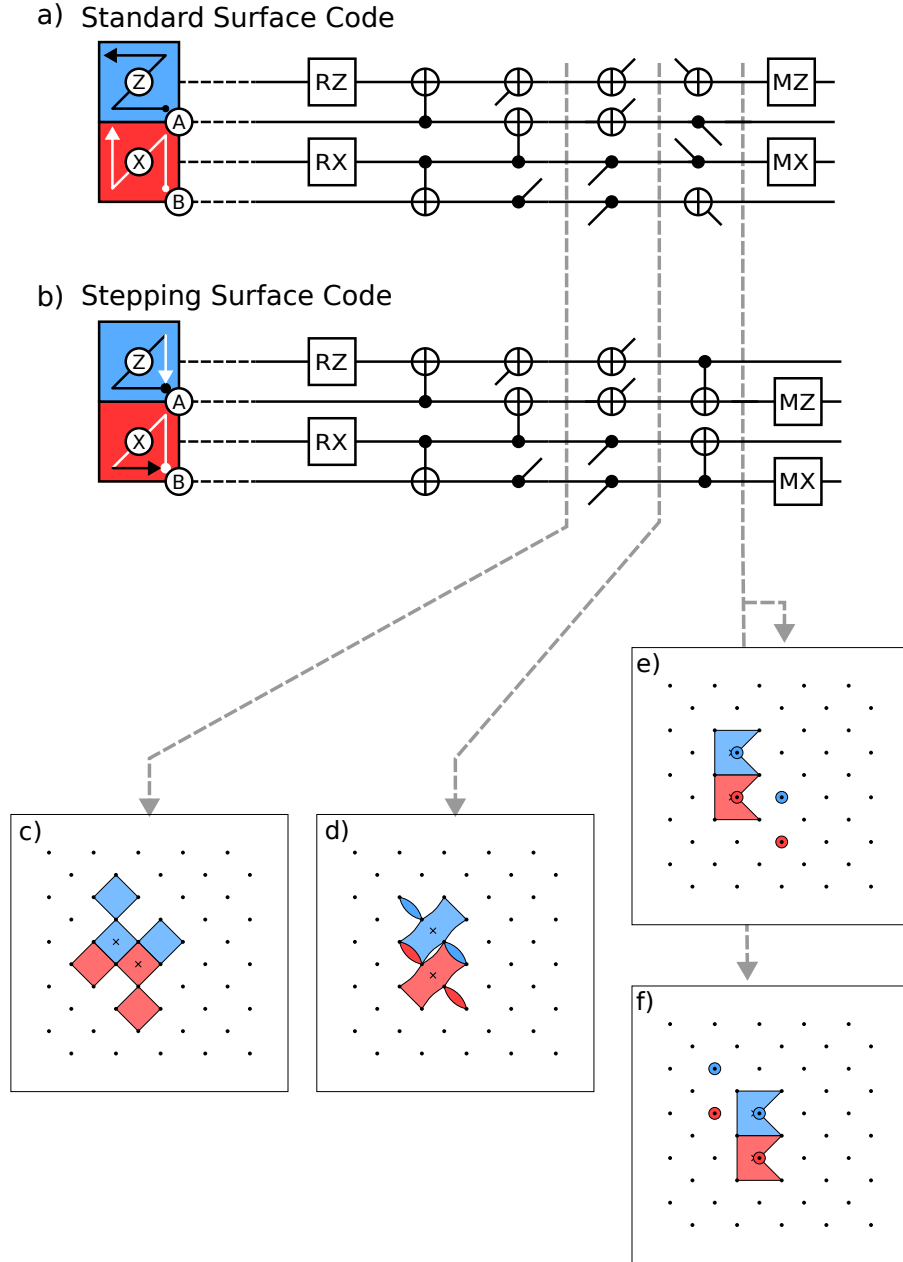 a) Standard Surface Code
Z RZ MZ
A
X RX MX
B
b) Stepping Surface Code
Z RZ
A MZ
X RX
B MX
e)
c) d)
f)